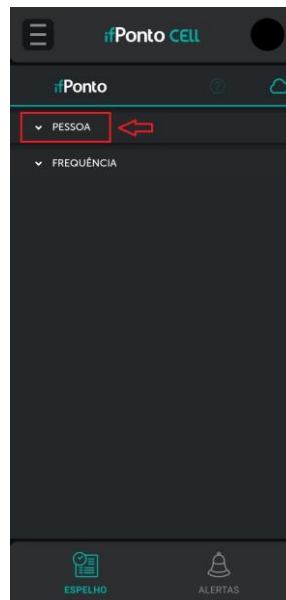 ifPonto CELL
ifPonto
PESSOA
FREQUÊNCIA
ESPELHO
ALERTAS